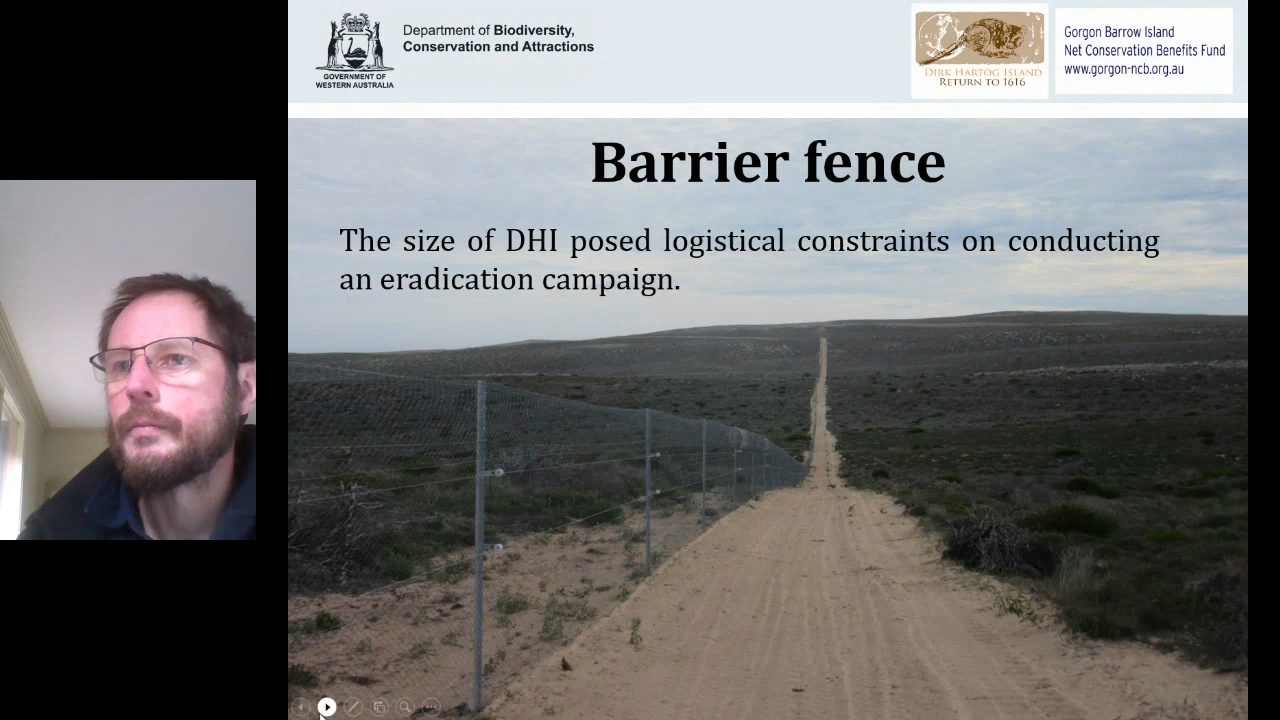 Department of Biodiversity,
Conservation and Attractions
GOVERNMENT OF
WESTERN AUSTRALIA
DIRK HARTOG ISLAND
RETURN TO 1616
Gorgon Barrow Island
Net Conservation Benefits Fund
www.gorgon-ncb.org.au
Barrier fence
The size of DHI posed logistical constraints on conducting
an eradication campaign.